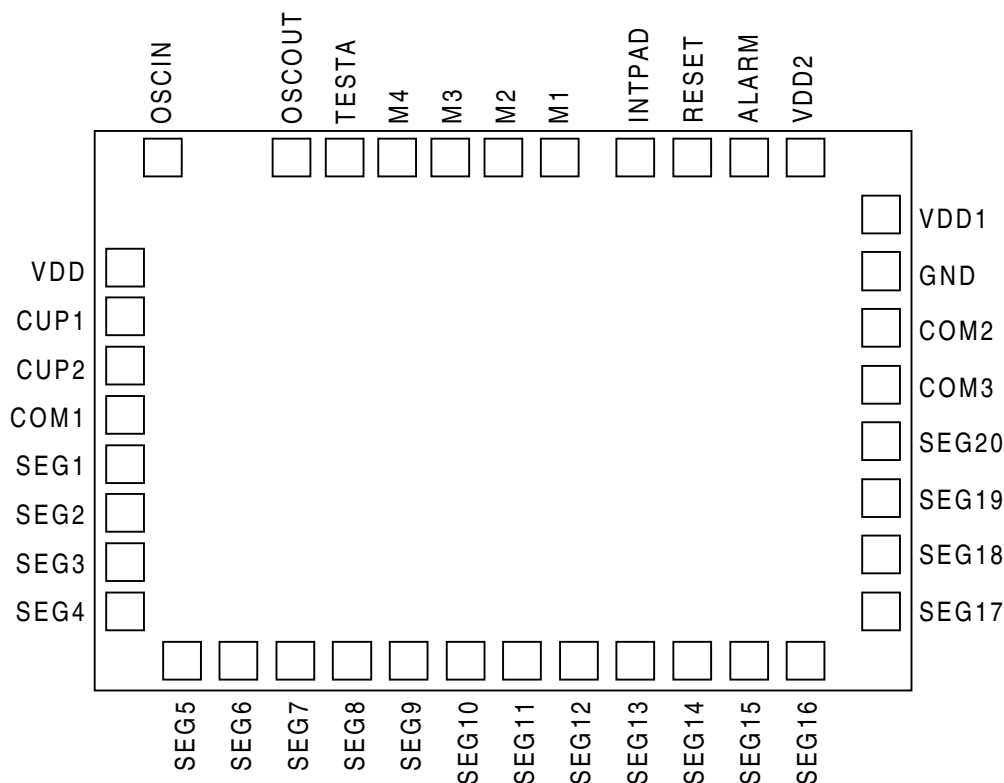 OSCIN
OSCOUT
TESTA
M4
M3
M2
M1
INTPAD
RESET
ALARM
VDD2
VDD
CUP1
CUP2
COM1
SEG1
SEG2
SEG3
SEG4
VDD1
GND
COM2
COM3
SEG20
SEG19
SEG18
SEG17
SEG5
SEG6
SEG7
SEG8
SEG9
SEG10
SEG11
SEG12
SEG13
SEG14
SEG15
SEG16